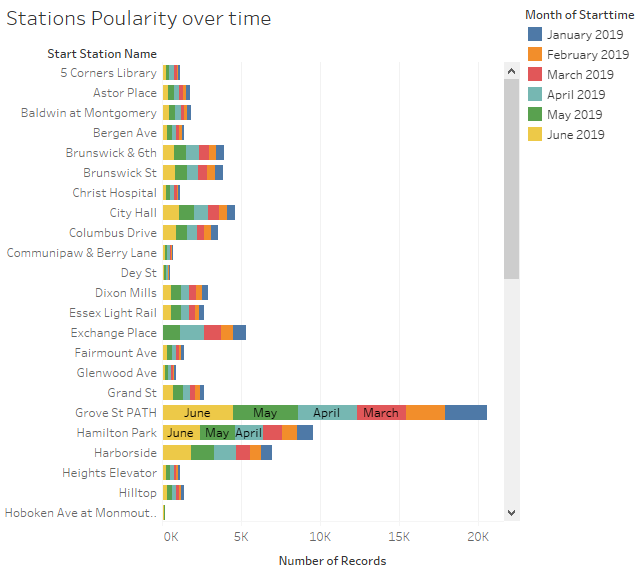 Stations Poularity over time
Month of Starttime
January 2019
February 2019
March 2019
April 2019
May 2019
June 2019
Start Station Name
5 Corners Library
Astor Place
Baldwin at Montgomery
Bergen Ave
Brunswick & 6th
Brunswick St
Christ Hospital
City Hall
Columbus Drive
Communipaw & Berry Lane
Dey St
Dixon Mills
Essex Light Rail
Exchange Place
Fairmount Ave
Glenwood Ave
Grand St
Grove St PATH June May April March
Hamilton Park June May April
Harborside
Heights Elevator
Hilltop
Hoboken Ave at Monmout..
0K 5K 10K 15K 20K
Number of Records